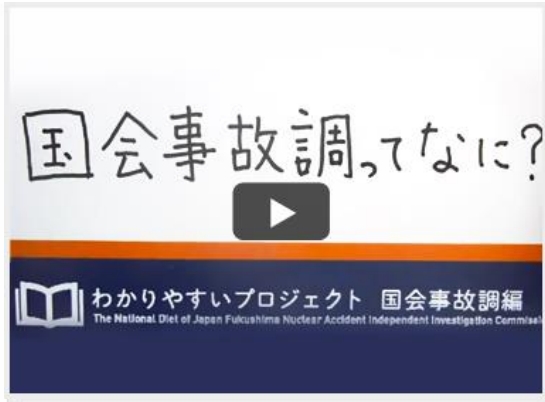 国会事故調ってなに?
わかりやすいプロジェクト 国会事故調編
The National Diet of Japan Fukushima Nuclear Accident Independent Investigation